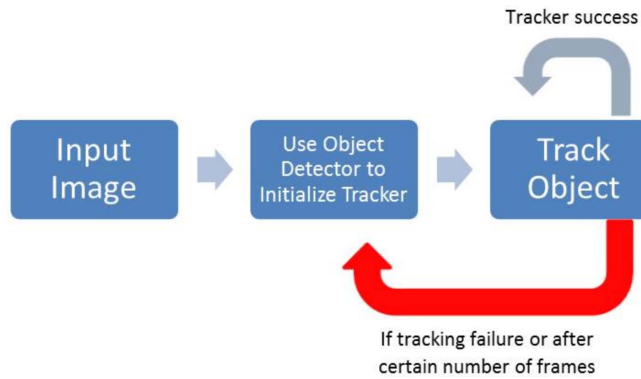 Tracker success
Input
Image
Use Object
Detector to
Initialize Tracker
Track
Object
If tracking failure or after
certain number of frames